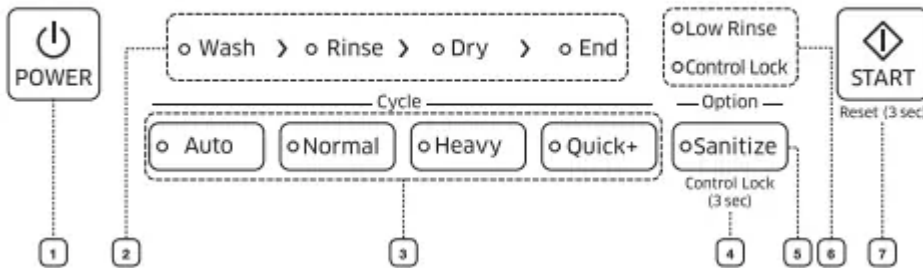 POWER
Wash > Rinse > Dry > End
Low Rinse
Control Lock
START
Reset (3 sec)
Cycle
Option
Auto
Normal
Heavy
Quick+
Sanitize
Control Lock
(3 sec)
1
2
3
4
5
6
7